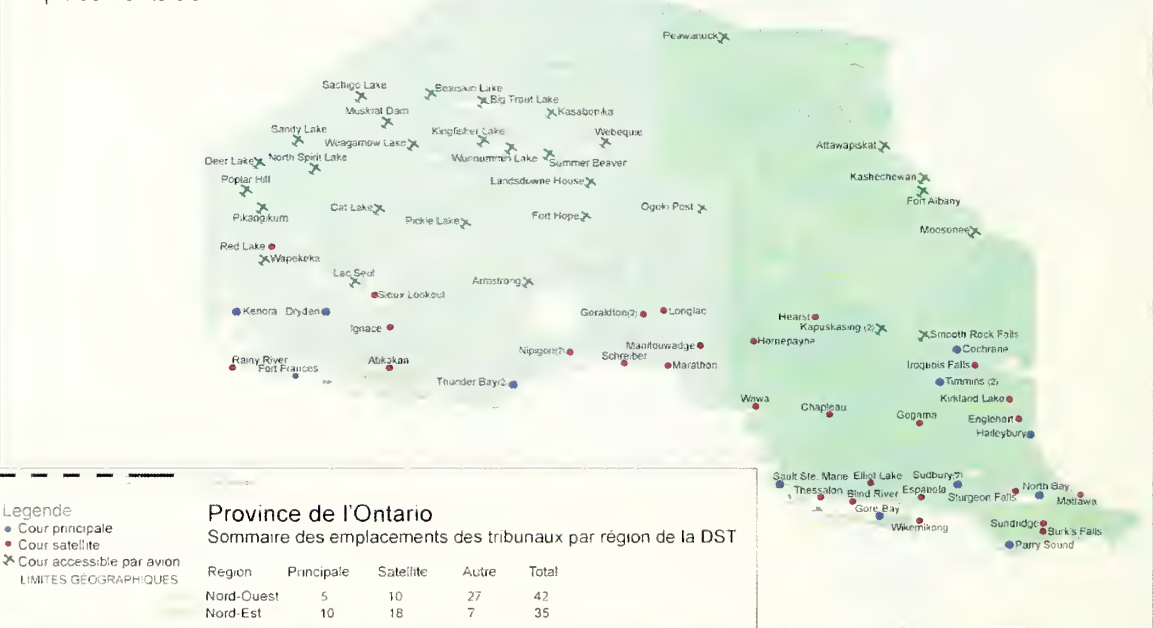 Peawanuck
Sachigo Lake
Bearskin Lake
Big Trout Lake
Muskrat Dam
Kasabonika
Sandy Lake
Kingfisher Lake
Webequie
Weagamow Lake
Attawapiskat
Deer Lake
North Spirit Lake
Wunnummin Lake
Summer Beaver
Poplar Hill
Landsdowne House
Kashechewan
Fort Albany
Pikangikum
Cat Lake
Pickle Lake
Fort Hope
Ogoki Post
Moosonee
Red Lake
Wapekeka
Lac Seul
Armstrong
Sioux Lookout
Kenora
Dryden
Geraldton(2)
Longlac
Hearst
Kapuskasing (2)
Smooth Rock Falls
Ignace
Hornepayne
Cochrane
Nipigon(2)
Manitouwadge
Rainy River
Fort Frances
Atikokan
Schreiber
Marathon
Iroquois Falls
Thunder Bay(2)
Timmins (2)
Wawa
Chapleau
Kirkland Lake
Gogama
Englehart
Haileybury
Sault Ste. Marie
Elliot Lake
Sudbury(2)
Thessalon
Blind River
Espanola
Sturgeon Falls
North Bay
Mattawa
Gore Bay
Wikemikong
Sundridge
Burk's Falls
Parry Sound
Legende
Cour principale
Cour satellite
Cour accessible par avion
LIMITES GÉOGRAPHIQUES
Province de l'Ontario
Sommaire des emplacements des tribunaux par région de la DST
Region Principale Satellite Autre Total
Nord-Ouest 5 10 27 42
Nord-Est 10 18 7 35